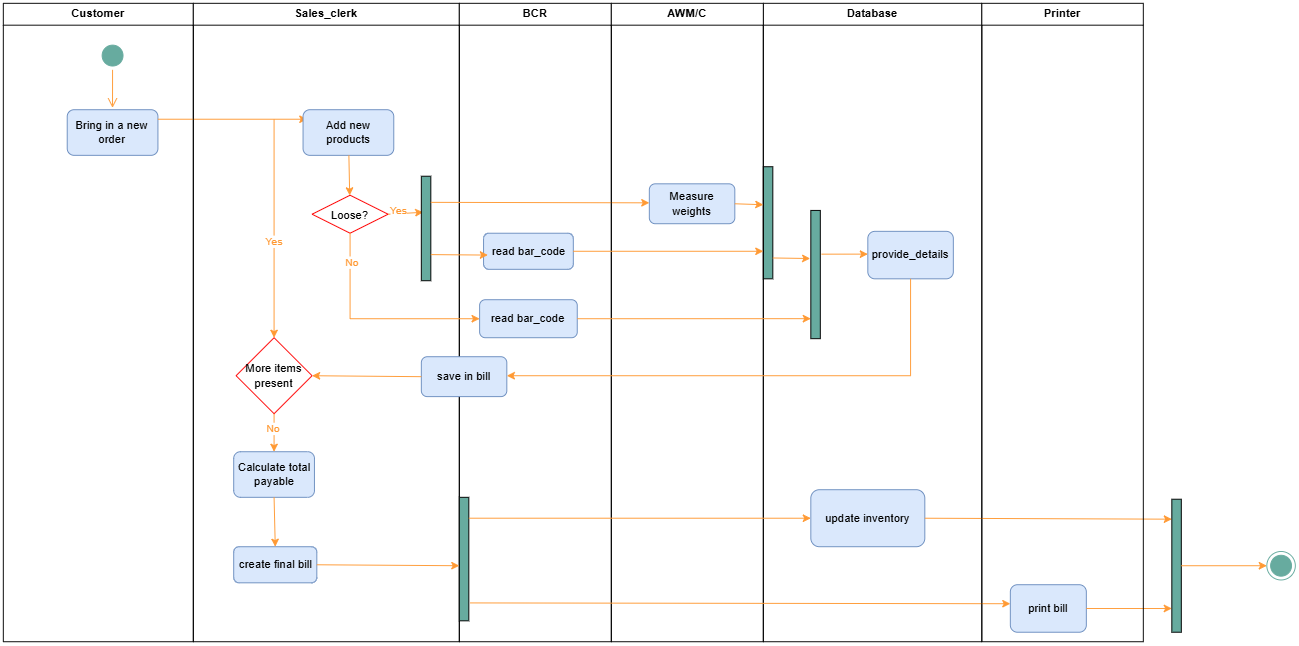 Customer
Sales_clerk
BCR
AWM/C
Database
Printer
Bring in a new
order
Add new
products
Loose?
Yes
No
Yes
Measure
weights
read bar_code
provide_details
read bar_code
save in bill
More items
present
No
Calculate total
payable
create final bill
update inventory
print bill